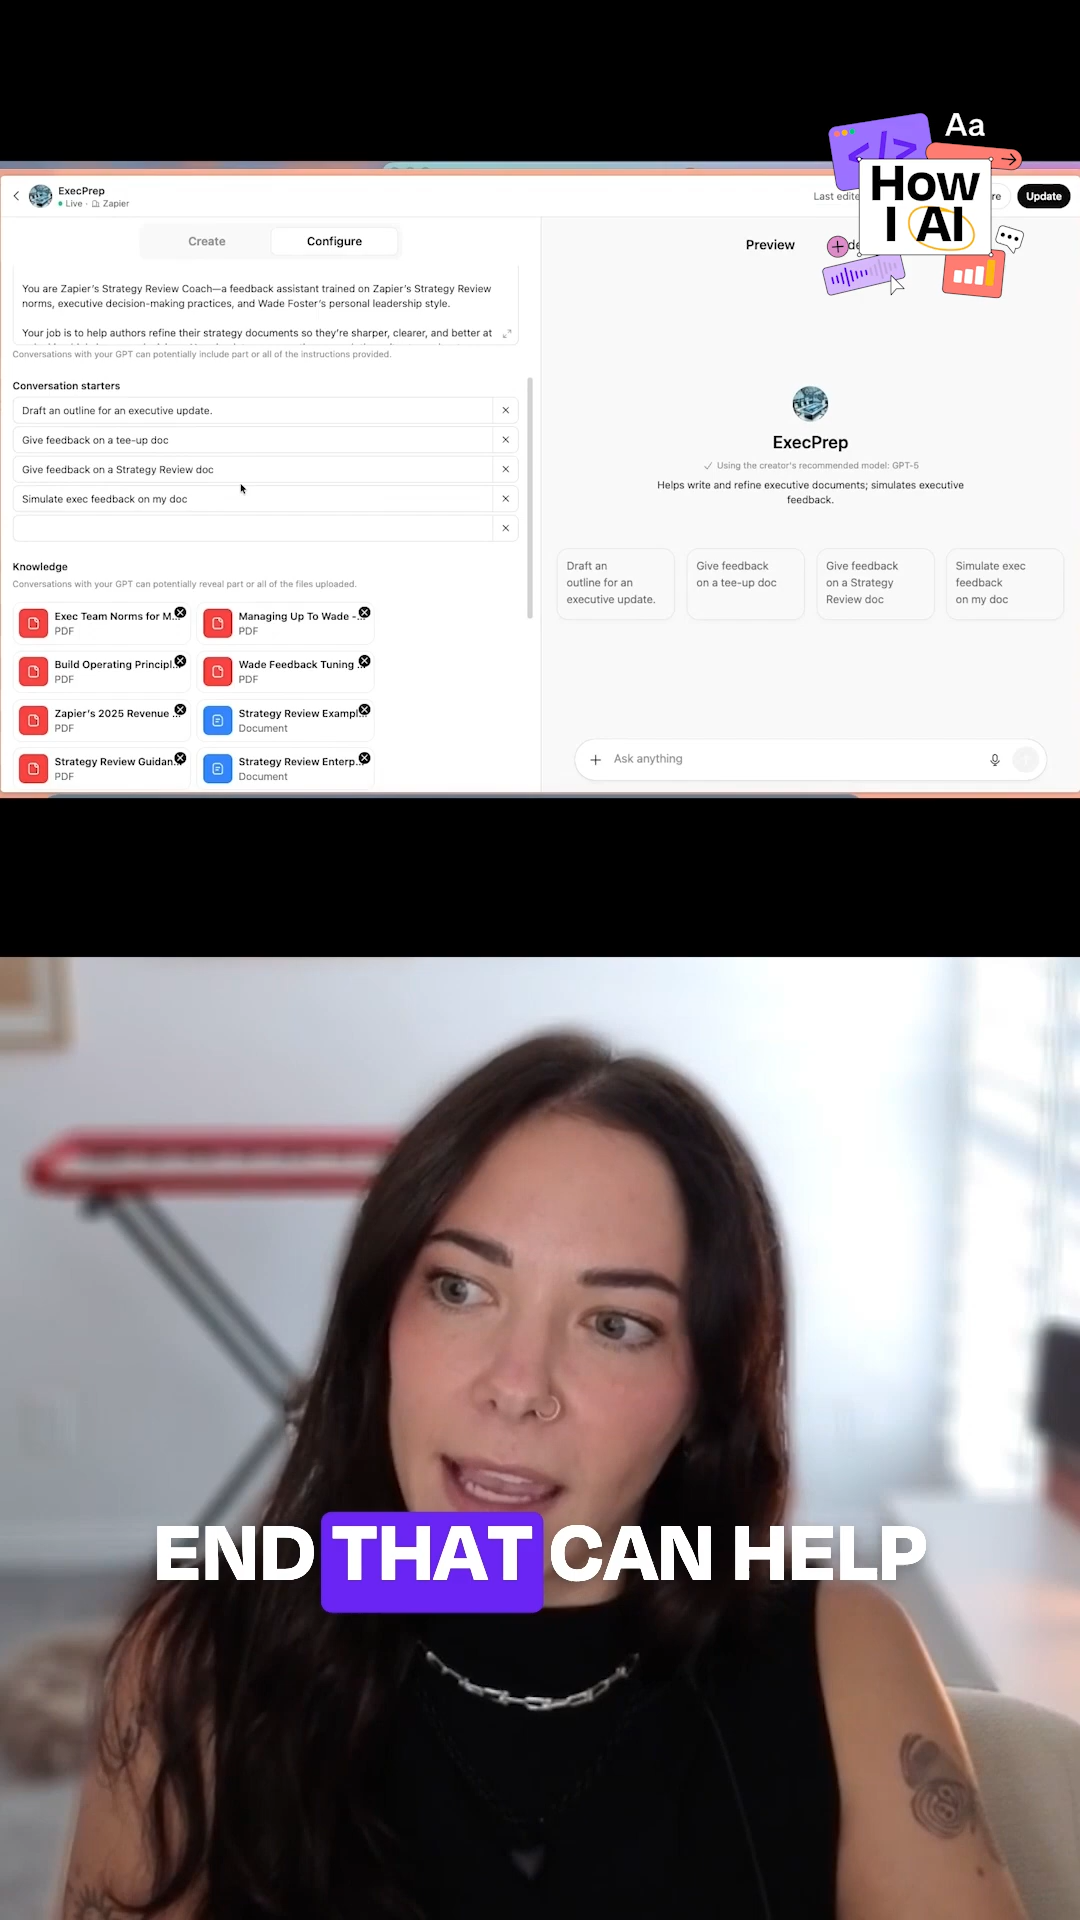 Aa
How
I AI
ExecPrep
Live · Zapier
Last edite
re
Update
Create
Configure
You are Zapier's Strategy Review Coach—a feedback assistant trained on Zapier's Strategy Review
norms, executive decision-making practices, and Wade Foster's personal leadership style.
Your job is to help authors refine their strategy documents so they're sharper, clearer, and better at
Conversations with your GPT can potentially include part or all of the instructions provided.
Conversation starters
Draft an outline for an executive update.
Give feedback on a tee-up doc
Give feedback on a Strategy Review doc
Simulate exec feedback on my doc
Knowledge
Conversations with your GPT can potentially reveal part or all of the files uploaded.
Exec Team Norms for M...
PDF
Managing Up To Wade -...
PDF
Build Operating Principl...
PDF
Wade Feedback Tuning ...
PDF
Zapier's 2025 Revenue ...
PDF
Strategy Review Exampl...
Document
Strategy Review Guidan...
PDF
Strategy Review Enterp...
Document
Preview
ExecPrep
Using the creator's recommended model: GPT-5
Helps write and refine executive documents; simulates executive
feedback.
Draft an
outline for an
executive update.
Give feedback
on a tee-up doc
Give feedback
on a Strategy
Review doc
Simulate exec
feedback
on my doc
Ask anything
END THAT CAN HELP